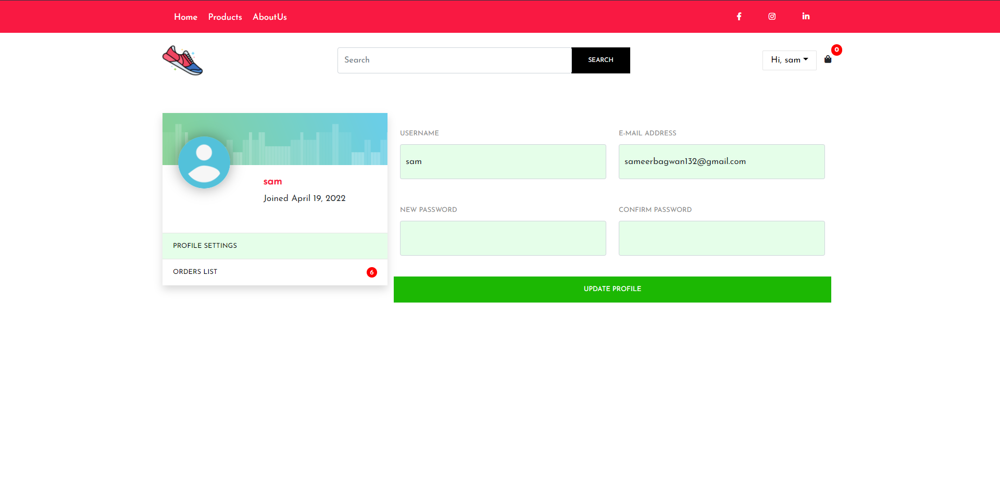 Home Products AboutUs
Search SEARCH Hi, sam 0
sam
Joined April 19, 2022
PROFILE SETTINGS
ORDERS LIST 6
USERNAME E-MAIL ADDRESS
sam sameerbagwan132@gmail.com
NEW PASSWORD CONFIRM PASSWORD
UPDATE PROFILE